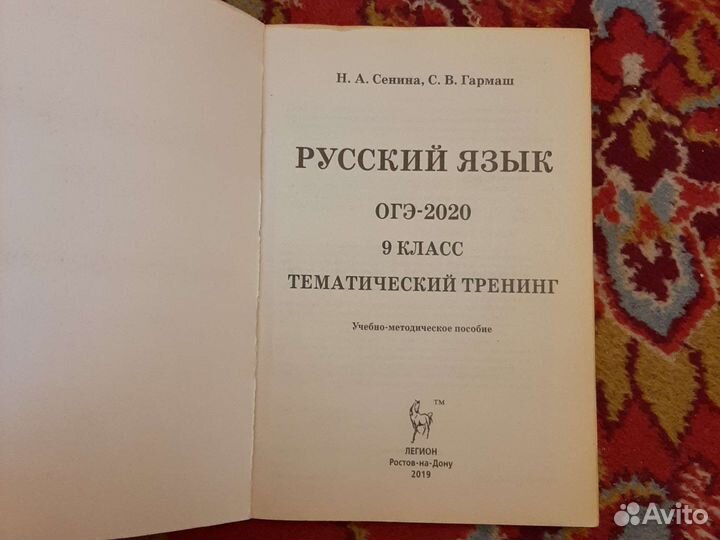 Н. А. Сенина, С. В. Гармаш
РУССКИЙ ЯЗЫК
ОГЭ-2020
9 КЛАСС
ТЕМАТИЧЕСКИЙ ТРЕНИНГ
Учебно-методическое пособие
™
ЛЕГИОН
Ростов-на-Дону
2019
Avito